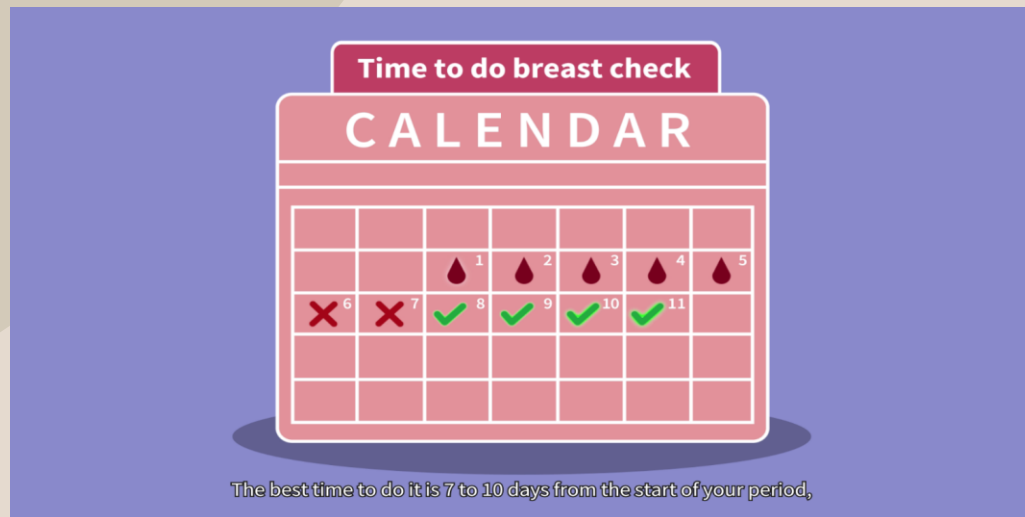 Time to do breast check
CALENDAR
1 2 3 4 5
6 7 8 9 10 11
The best time to do it is 7 to 10 days from the start of your period,